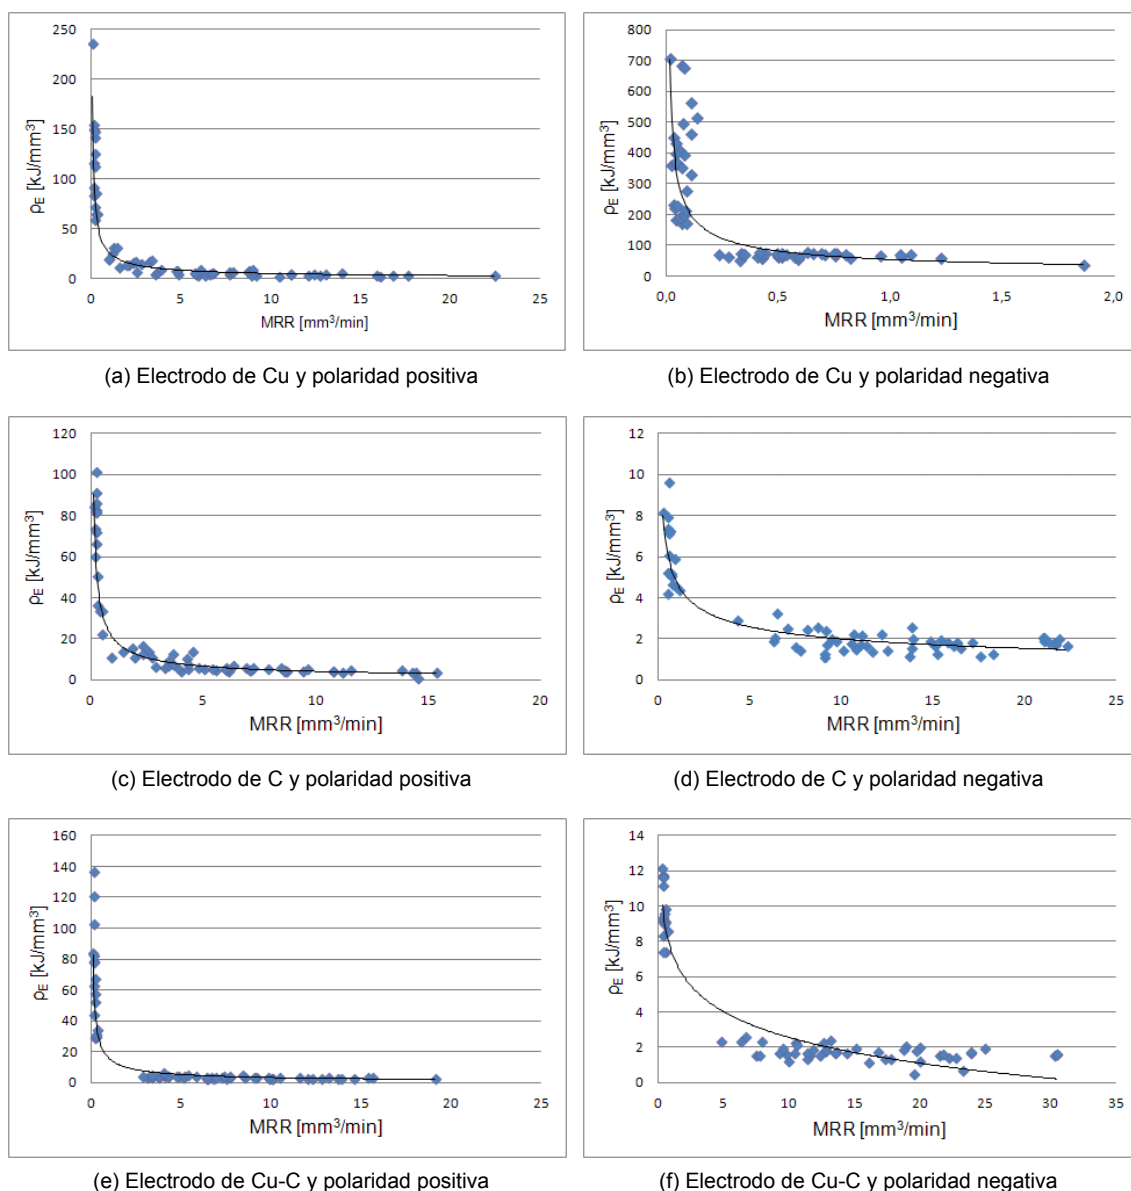 250
200
150
100
50
0
ρE [kJ/mm³]
0 5 10 15 20 25
MRR [mm³/min]
(a) Electrodo de Cu y polaridad positiva
800
700
600
500
400
300
200
100
0
ρE [kJ/mm³]
0,0 0,5 1,0 1,5 2,0
MRR [mm³/min]
(b) Electrodo de Cu y polaridad negativa
120
100
80
60
40
20
0
ρE [kJ/mm³]
0 5 10 15 20
MRR [mm³/min]
(c) Electrodo de C y polaridad positiva
12
10
8
6
4
2
0
ρE [kJ/mm³]
0 5 10 15 20 25
MRR [mm³/min]
(d) Electrodo de C y polaridad negativa
160
140
120
100
80
60
40
20
0
ρE [kJ/mm³]
0 5 10 15 20 25
MRR [mm³/min]
(e) Electrodo de Cu-C y polaridad positiva
14
12
10
8
6
4
2
0
ρE [kJ/mm³]
0 5 10 15 20 25 30 35
MRR [mm³/min]
(f) Electrodo de Cu-C y polaridad negativa